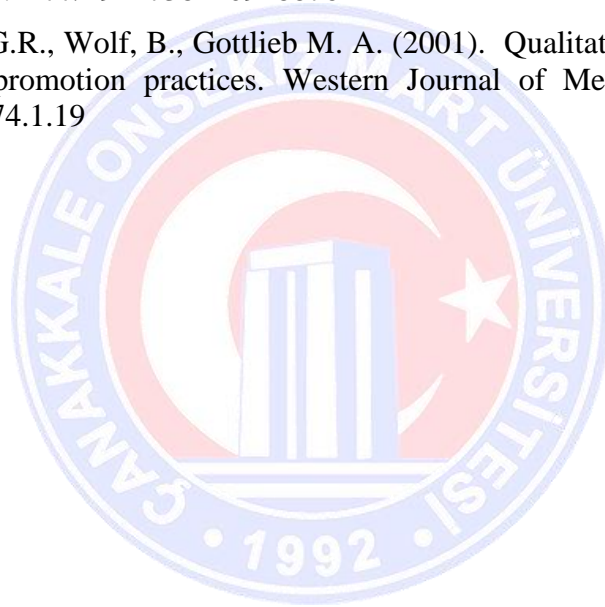 G.R., Wolf, B., Gottlieb M. A. (2001). Qualitat
promotion practices. Western Journal of Me
74.1.19
ÇANAKKALE ONSEKİZ MART ÜNİVERSİTESİ
• 1992 •